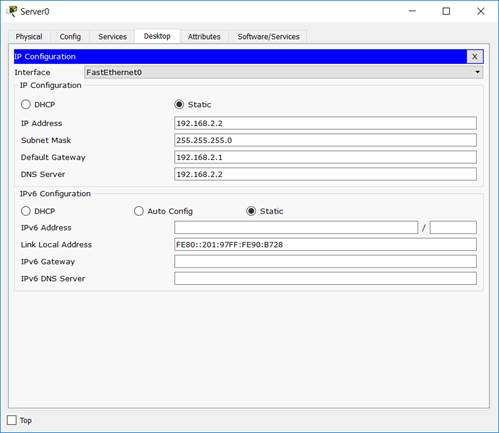 Server0
Physical Config Services Desktop Attributes Software/Services
IP Configuration X
Interface FastEthernet0
IP Configuration
DHCP Static
IP Address 192.168.2.2
Subnet Mask 255.255.255.0
Default Gateway 192.168.2.1
DNS Server 192.168.2.2
IPv6 Configuration
DHCP Auto Config Static
IPv6 Address /
Link Local Address FE80::201:97FF:FE90:B728
IPv6 Gateway
IPv6 DNS Server
Top